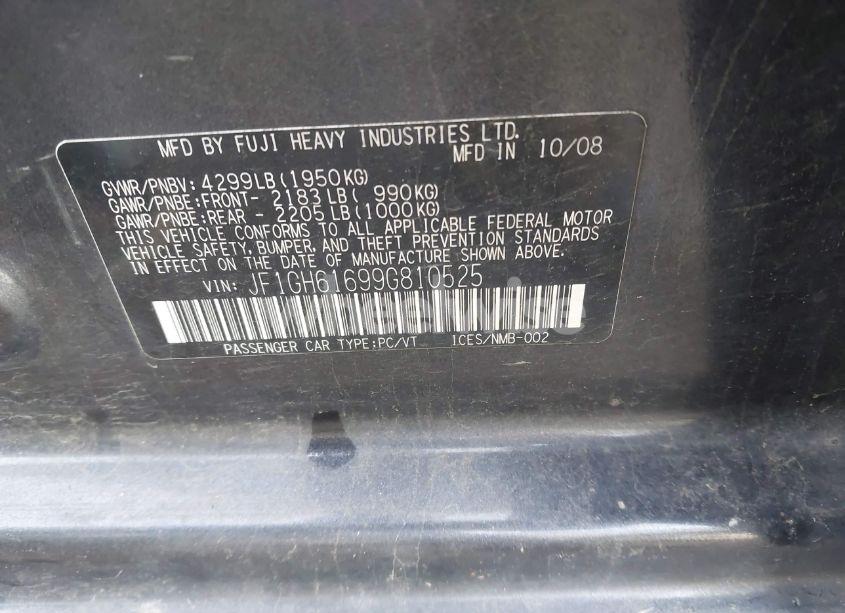 MFD BY FUJI HEAVY INDUSTRIES LTD.
MFD IN 10/08
GVWR/PNBV: 4299LB(1950KG)
GAWR/PNBE:FRONT- 2183LB( 990KG)
GAWR/PNBE:REAR - 2205LB(1000KG)
THIS VEHICLE CONFORMS TO ALL APPLICABLE FEDERAL MOTOR
VEHICLE SAFETY, BUMPER, AND THEFT PREVENTION STANDARDS
IN EFFECT ON THE DATE OF MANUFACTURE SHOWN ABOVE.
VIN: JF1GH61699G810525
PASSENGER CAR TYPE:PC/VT ICES/NMB-002